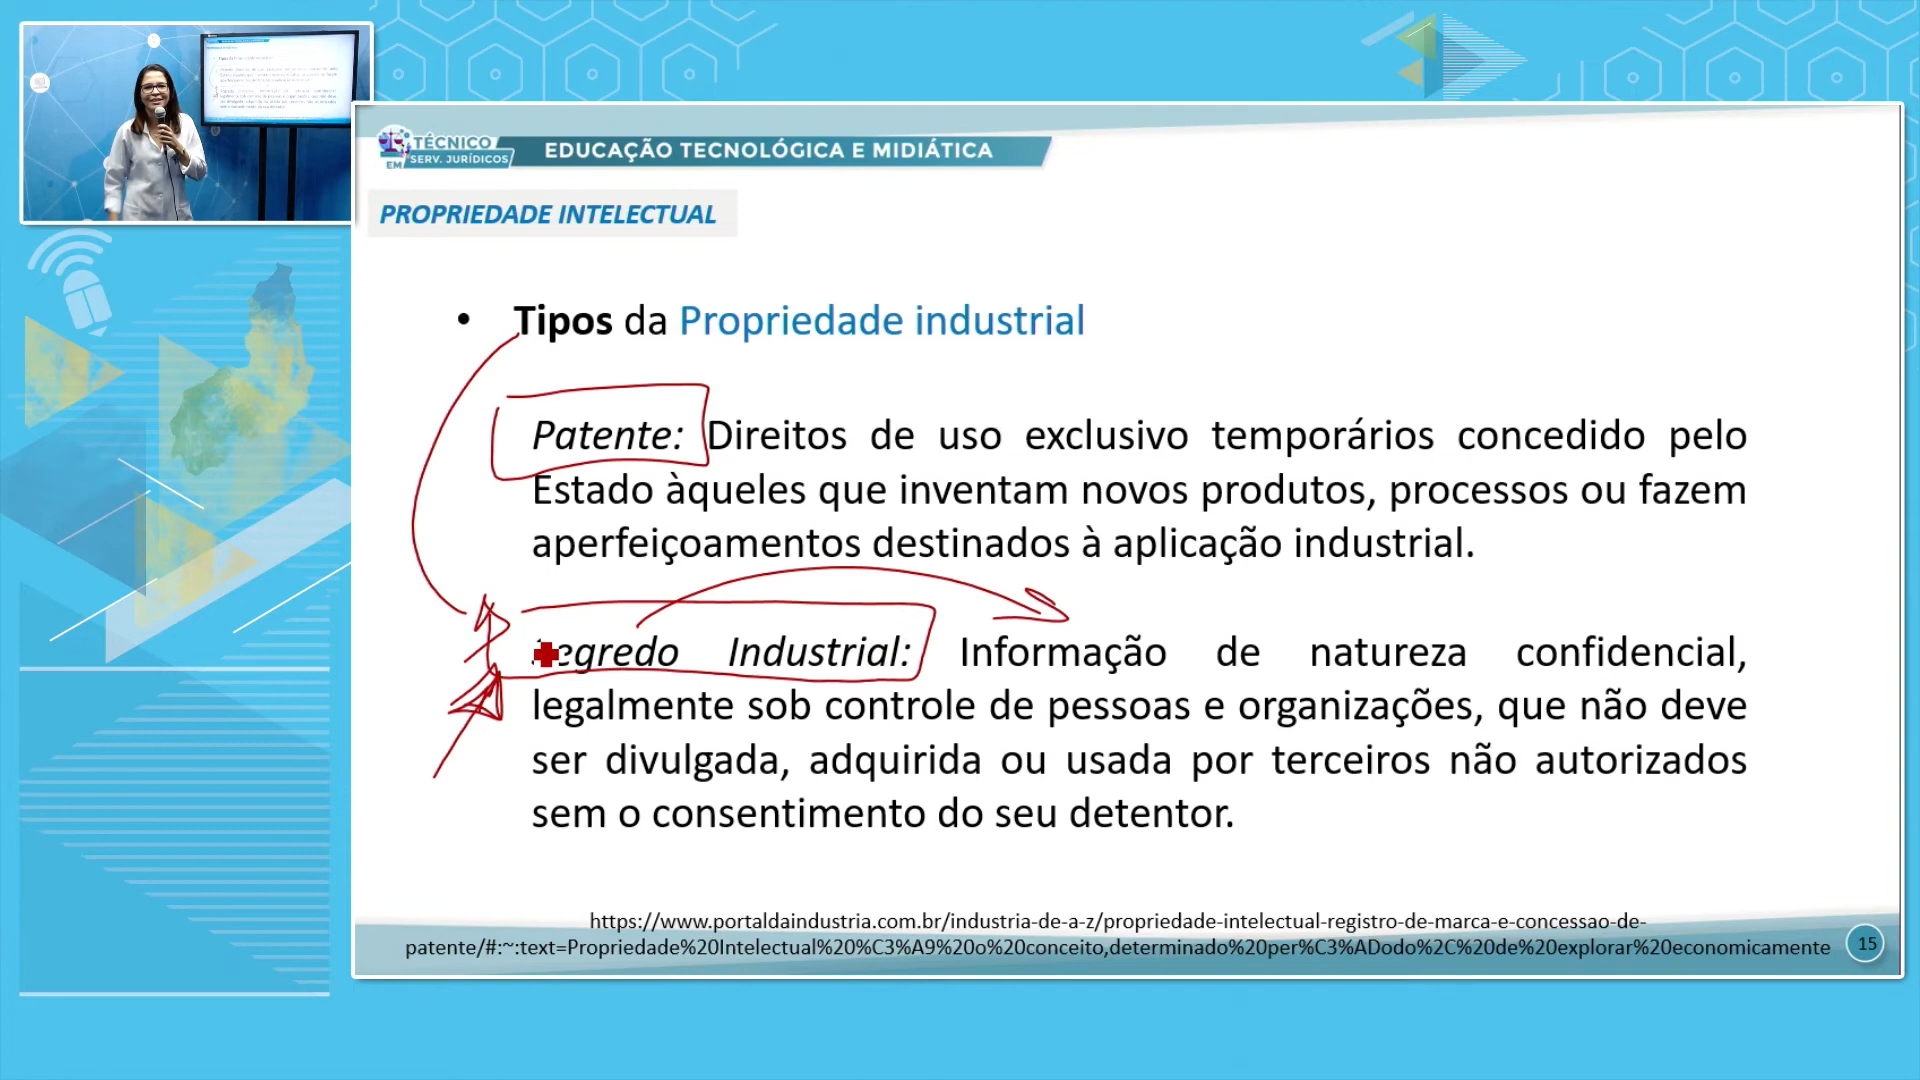 TÉCNICO
EM SERV. JURÍDICOS
EDUCAÇÃO TECNOLÓGICA E MIDIÁTICA
PROPRIEDADE INTELECTUAL
• Tipos da Propriedade industrial
Patente: Direitos de uso exclusivo temporários concedido pelo
Estado àqueles que inventam novos produtos, processos ou fazem
aperfeiçoamentos destinados à aplicação industrial.
Segredo Industrial: Informação de natureza confidencial,
legalmente sob controle de pessoas e organizações, que não deve
ser divulgada, adquirida ou usada por terceiros não autorizados
sem o consentimento do seu detentor.
https://www.portaldaindustria.com.br/industria-de-a-z/propriedade-intelectual-registro-de-marca-e-concessao-de-
patente/#:~:text=Propriedade%20Intelectual%20%C3%A9%20o%20conceito,determinado%20per%C3%ADodo%2C%20de%20explorar%20economicamente
15